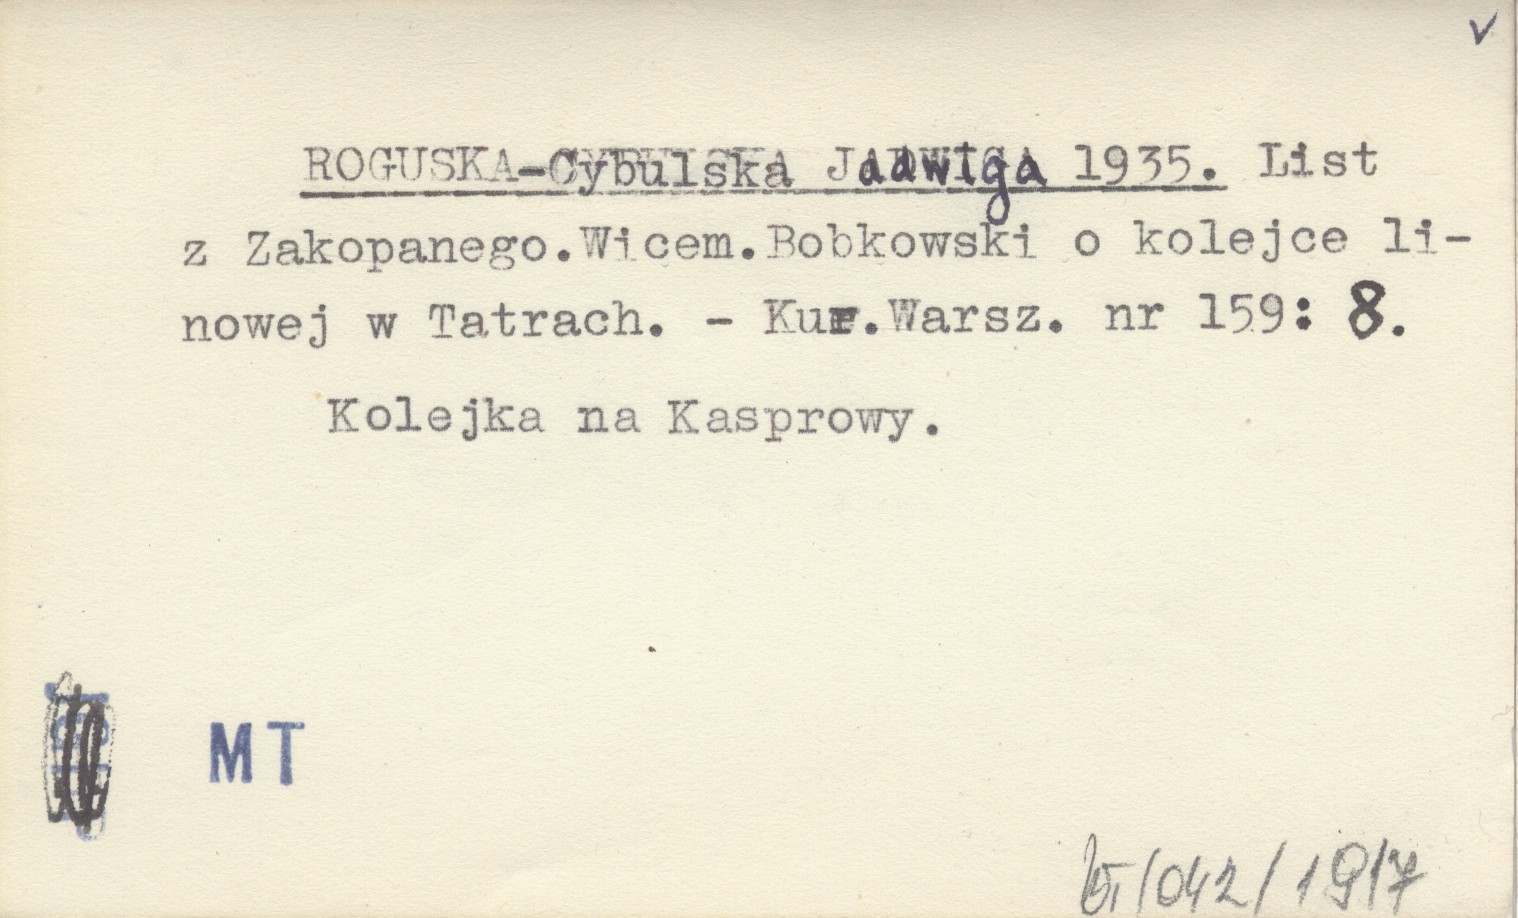 ✓
ROGUSKA-Cybulska Jadwiga 1935. List
z Zakopanego.Wicem.Bobkowski o kolejce li-
nowej w Tatrach. - Kur.Warsz. nr 159: 8.
Kolejka na Kasprowy.
MT
/042/1917